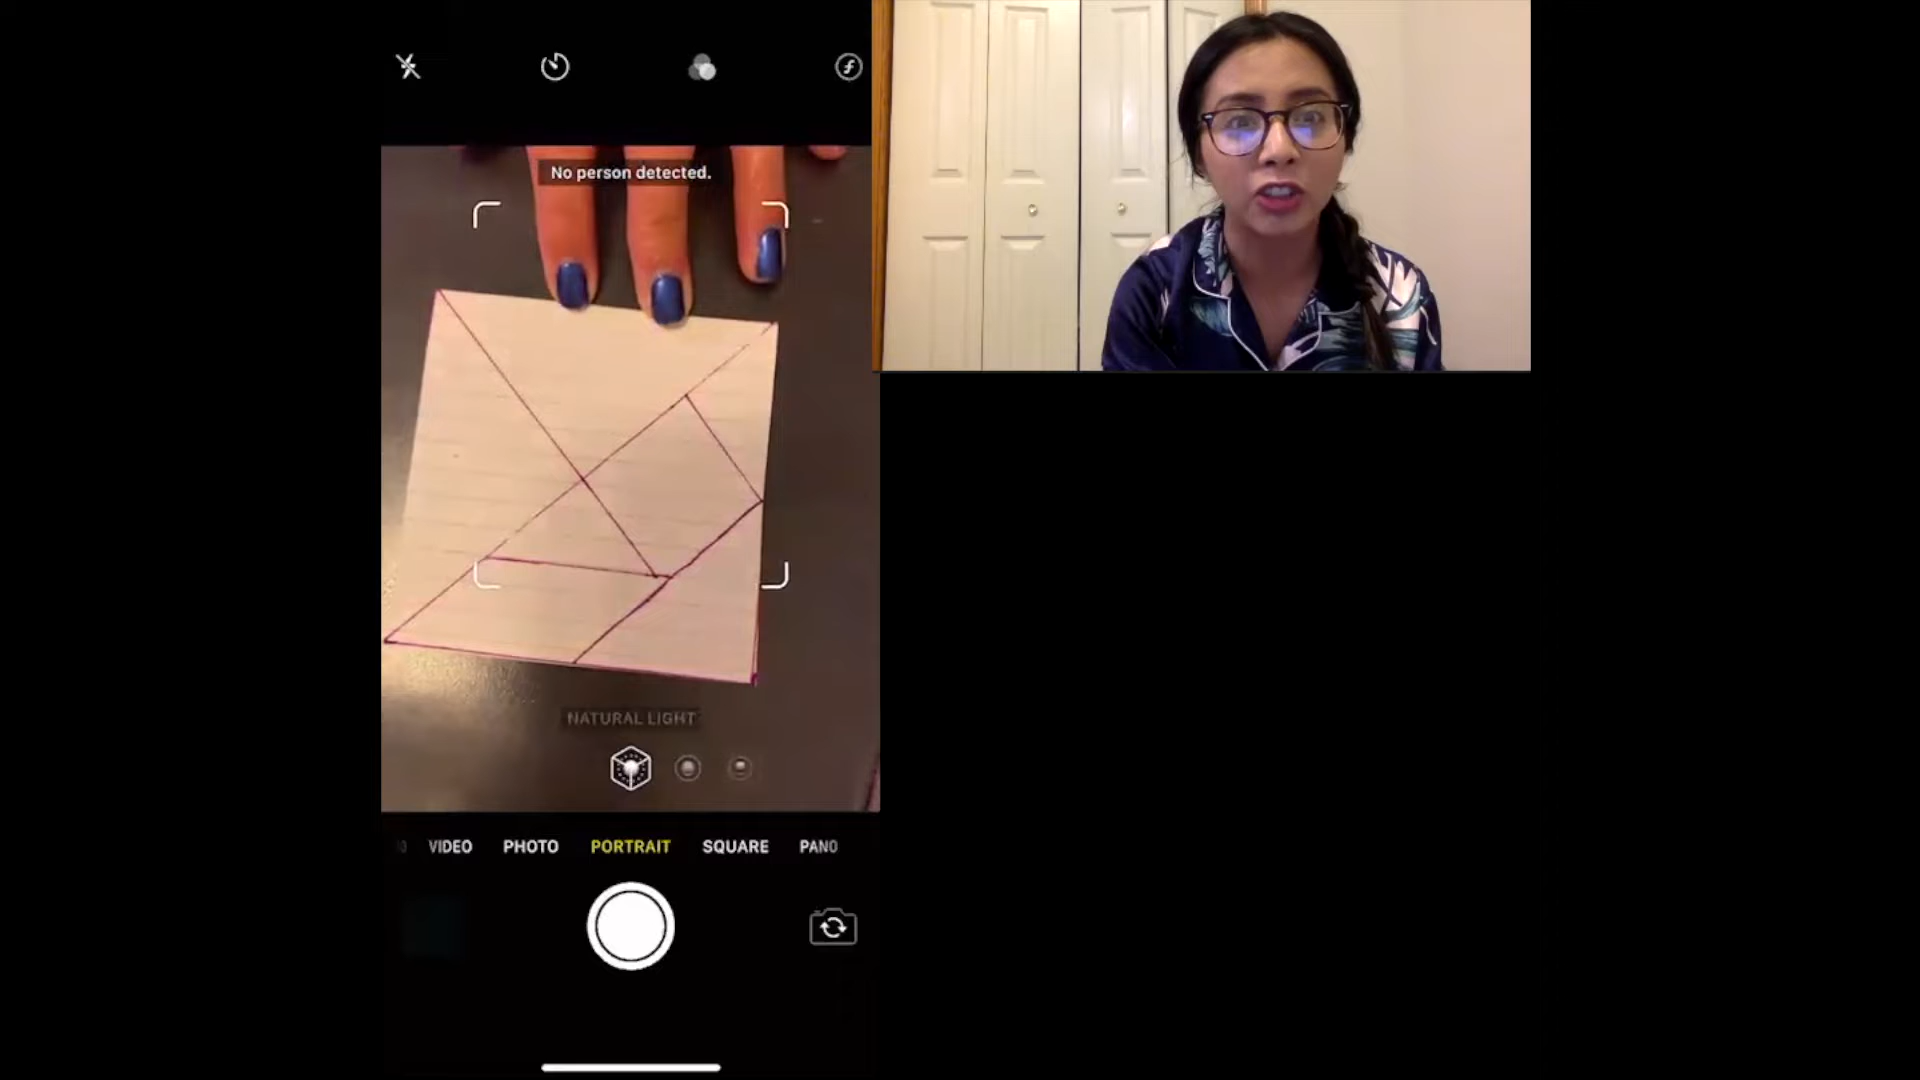 No person detected.
NATURAL LIGHT
VIDEO PHOTO PORTRAIT SQUARE PANO